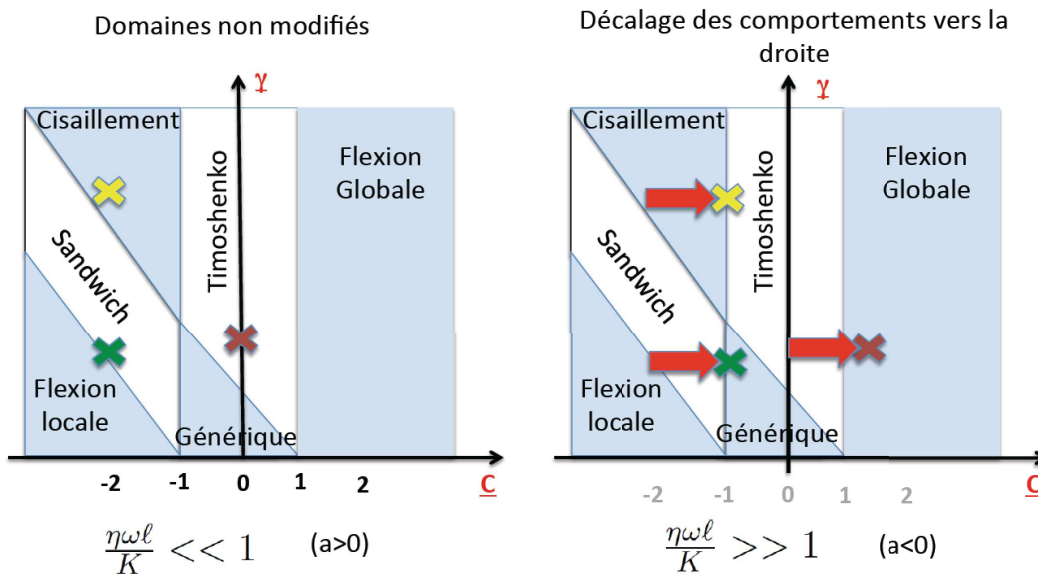 Domaines non modifiés
γ
Cisaillement
Timoshenko
Flexion
Globale
Sandwich
Flexion
locale
Générique
-2 -1 0 1 2 C
ηωℓ/K << 1 (a>0)
Décalage des comportements vers la
droite
γ
Cisaillement
Timoshenko
Flexion
Globale
Sandwich
Flexion
locale
Générique
-2 -1 0 1 2 C
ηωℓ/K >> 1 (a<0)